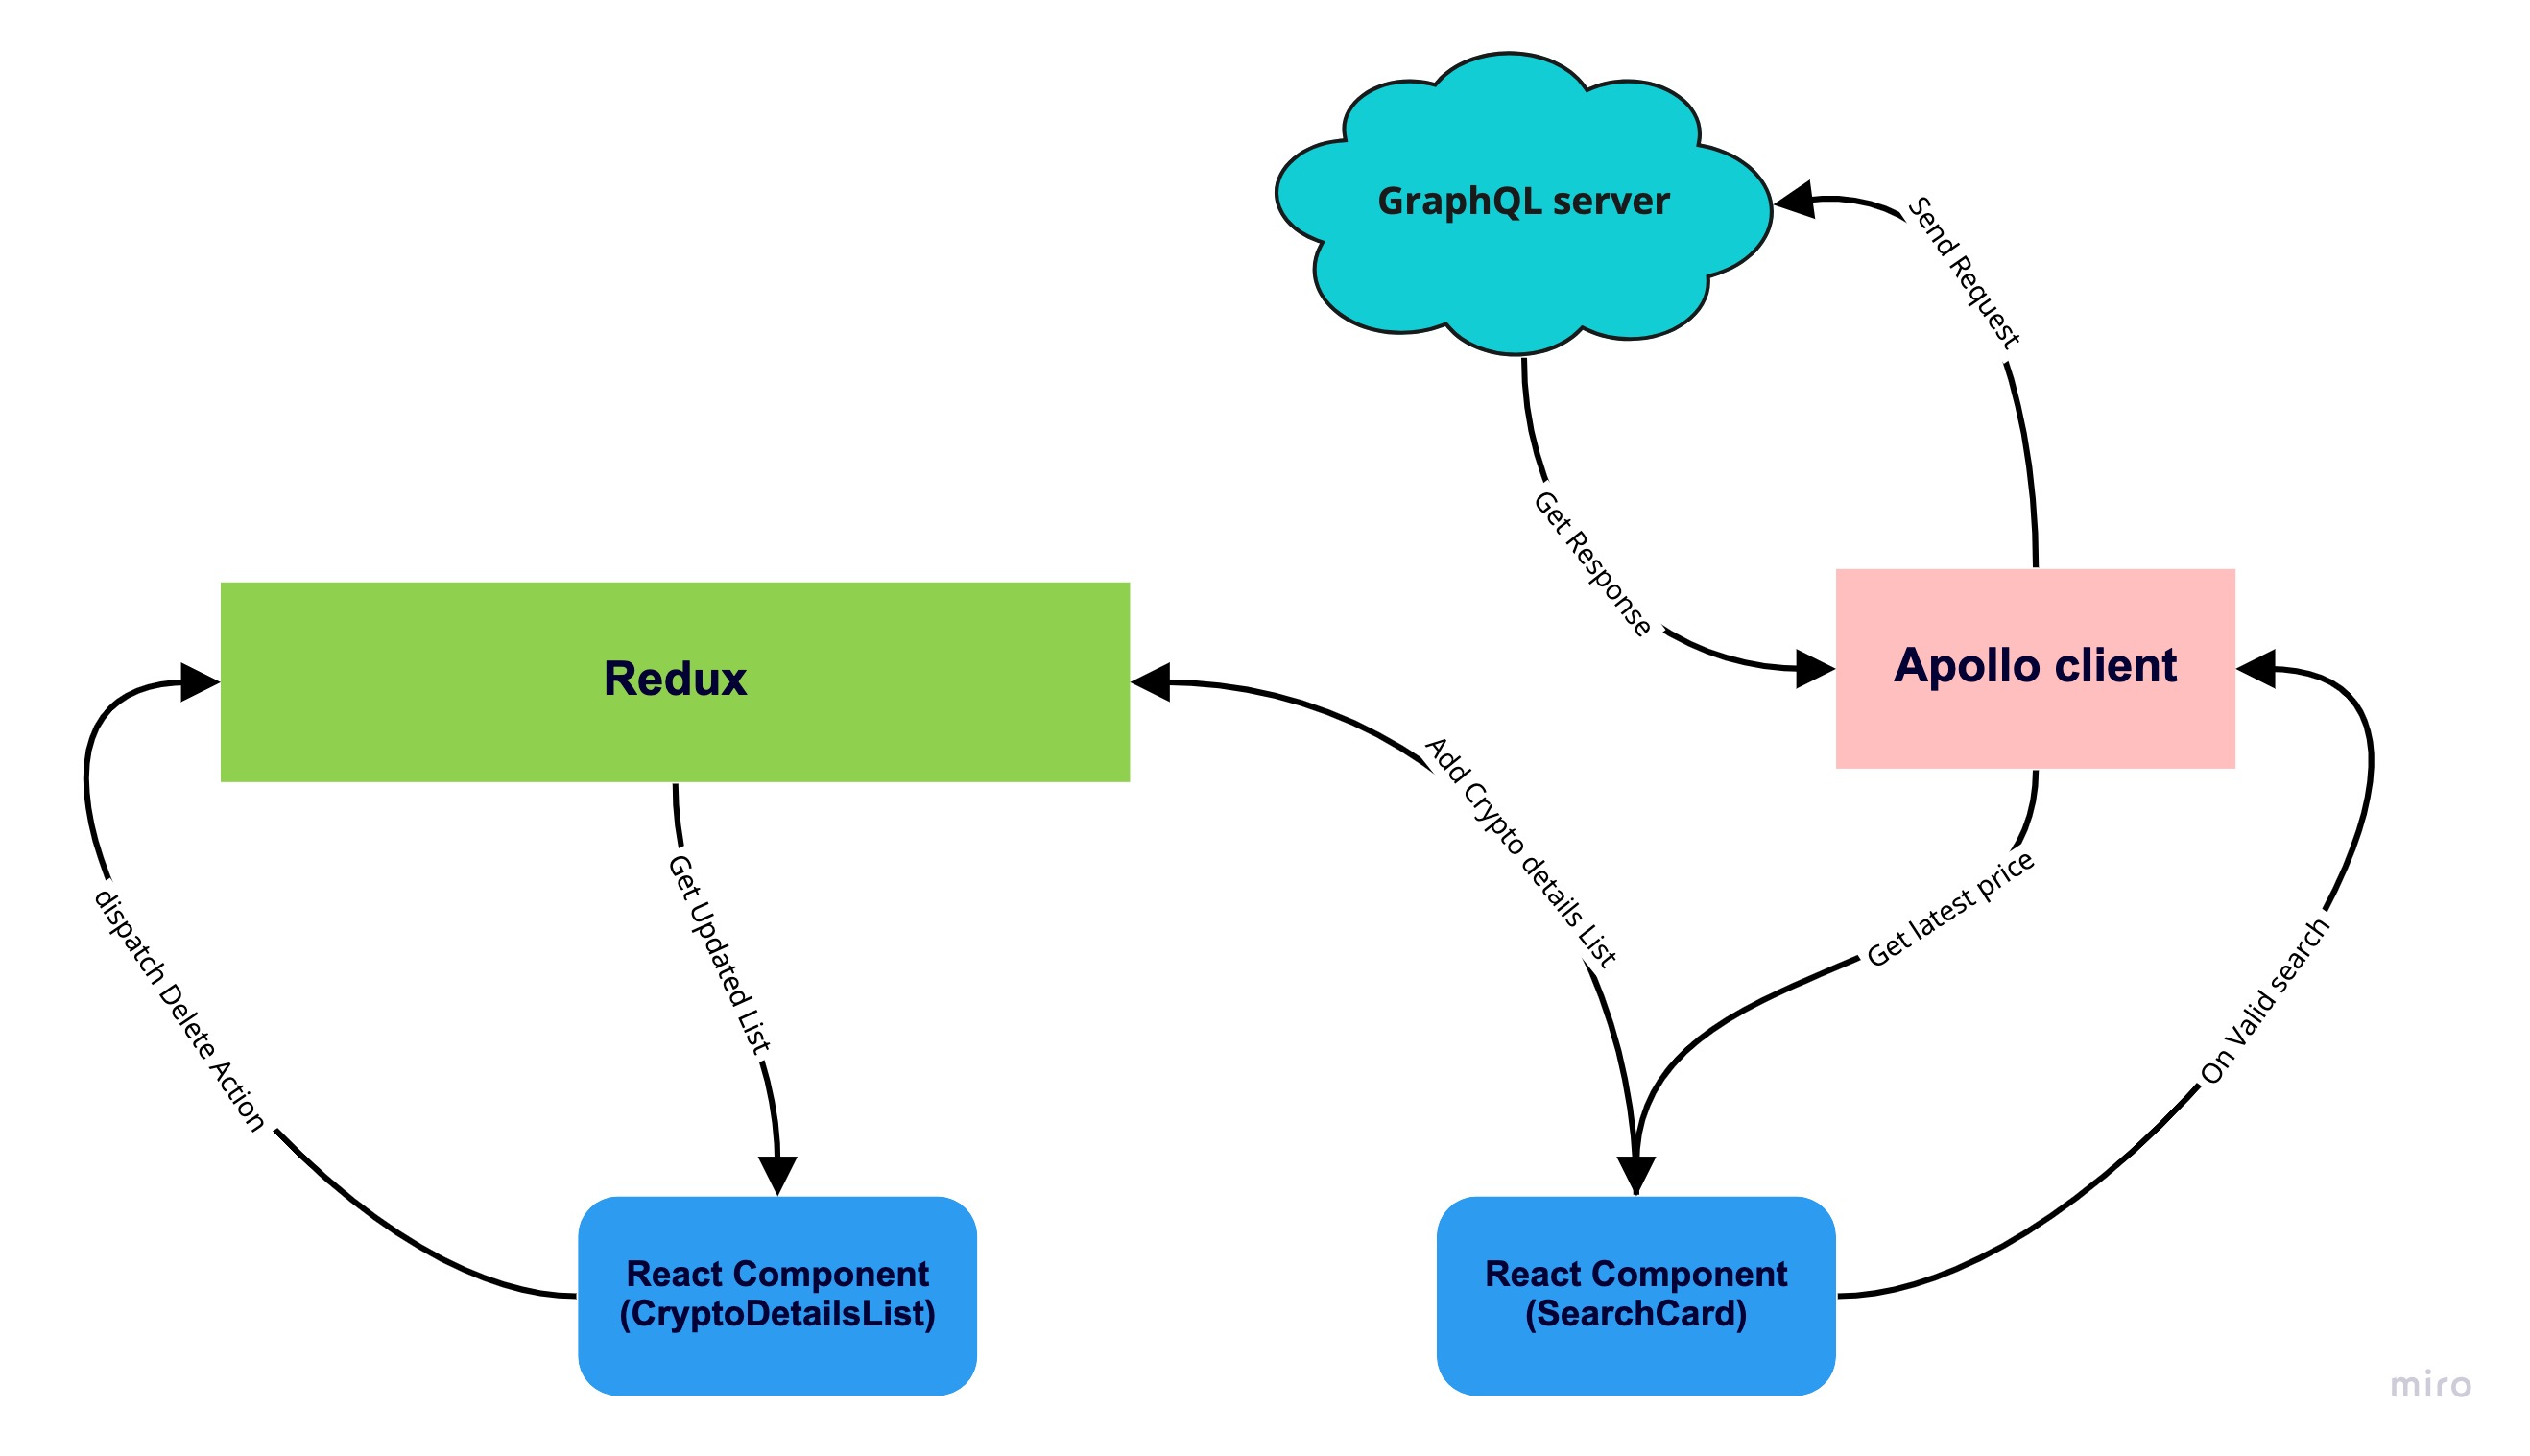 GraphQL server
Send Request
Get Response
Redux
Apollo client
Add Crypto details List
Get Updated List
Get latest price
dispatch Delete Action
On Valid search
React Component
(CryptoDetailsList)
React Component
(SearchCard)
miro